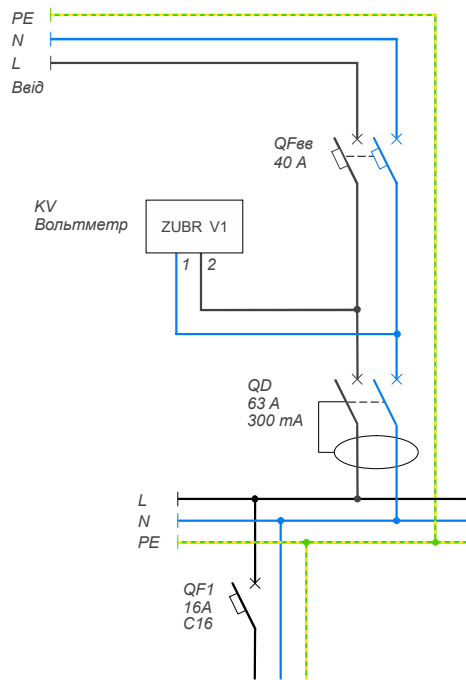 PE
N
L
Ввід
QFвв
40 A
KV
Вольтметр
ZUBR V1
1 2
QD
63 A
300 mA
L
N
PE
QF1
16A
C16